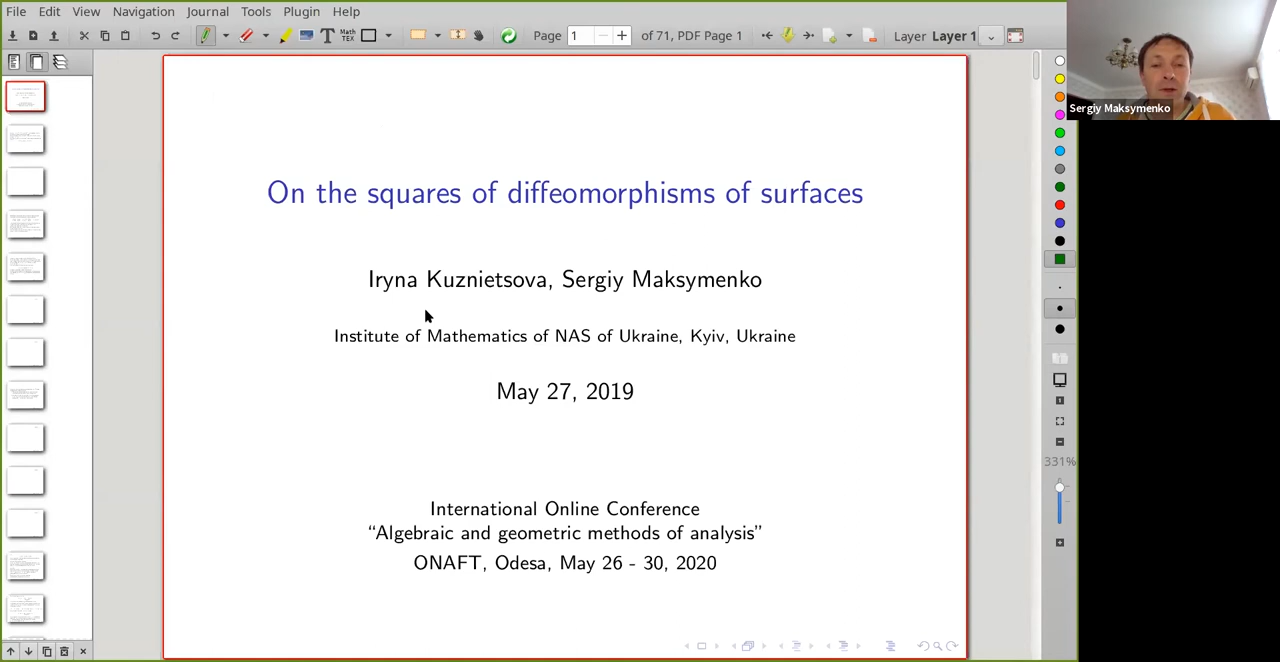 File Edit View Navigation Journal Tools Plugin Help
Math TEX Page 1 of 71, PDF Page 1 Layer Layer 1
Sergiy Maksymenko
On the squares of diffeomorphisms of surfaces
Iryna Kuznietsova, Sergiy Maksymenko
Institute of Mathematics of NAS of Ukraine, Kyiv, Ukraine
May 27, 2019
International Online Conference
“Algebraic and geometric methods of analysis”
ONAFT, Odesa, May 26 - 30, 2020
331%